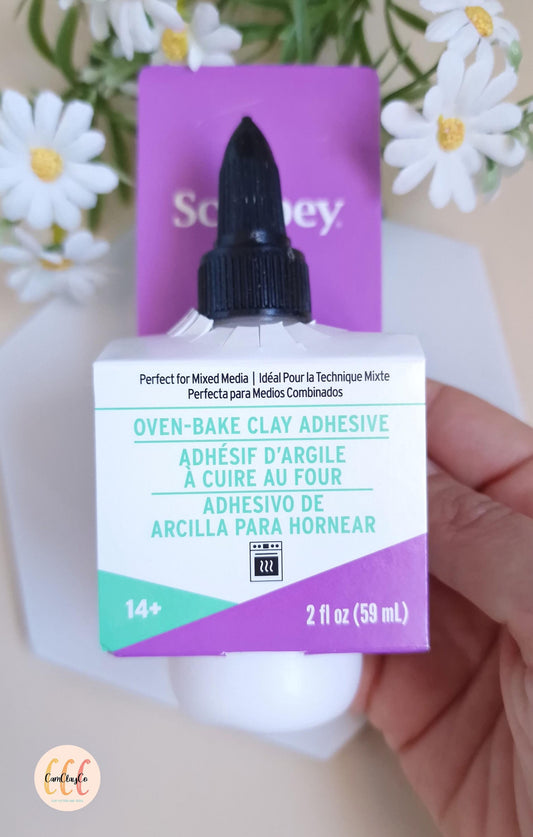 Perfect for Mixed Media | Idéal Pour la Technique Mixte
Perfecta para Medios Combinados
OVEN-BAKE CLAY ADHESIVE
ADHÉSIF D'ARGILE
À CUIRE AU FOUR
ADHESIVO DE
ARCILLA PARA HORNEAR
14+
2 fl oz (59 mL)
CamClayCo